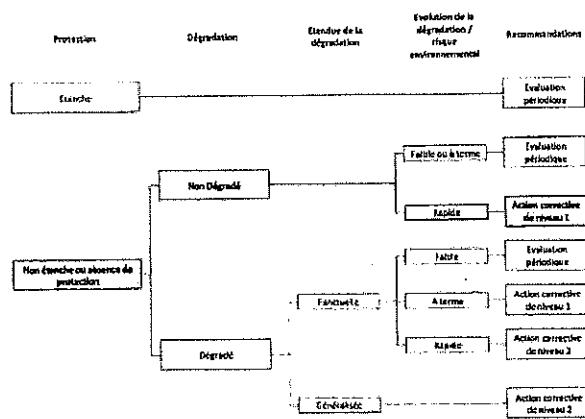 Protection
Dégradation
Etendue de la
dégradation
Evolution de la
dégradation /
risque
environnemental
Recommandations
Etanche
Evaluation
périodique
Non Dégradé
Faible ou à terme
Evaluation
périodique
Rapide
Action corrective
de niveau 1
Non étanche ou absence de
protection
Dégradé
Ponctuelle
Faible
Evaluation
périodique
A terme
Action corrective
de niveau 1
Rapide
Action corrective
de niveau 2
Généralisée
Action corrective
de niveau 2